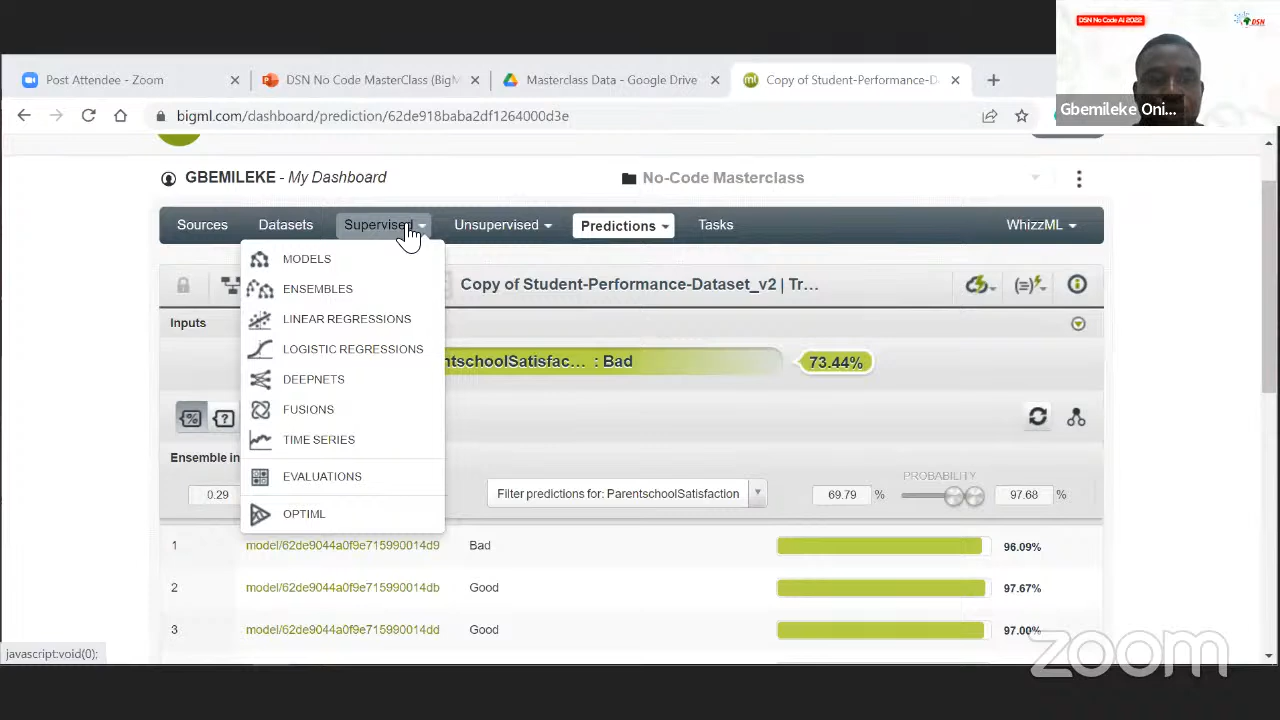 DSN No Code AI 2022
DSN
Post Attendee - Zoom
DSN No Code MasterClass (BigM
Masterclass Data - Google Drive
Copy of Student-Performance-D
Gbemileke Oni...
bigml.com/dashboard/prediction/62de918bbba2df1264000d3e
GBEMILEKE - My Dashboard
No-Code Masterclass
Sources
Datasets
Supervised
Unsupervised
Predictions
Tasks
WhizzML
MODELS
ENSEMBLES
LINEAR REGRESSIONS
LOGISTIC REGRESSIONS
DEEPNETS
FUSIONS
TIME SERIES
EVALUATIONS
OPTIML
Copy of Student-Performance-Dataset_v2 | Tr...
Inputs
ntschoolSatisfac... : Bad
73.44%
Ensemble in
PROBABILITY
0.29
Filter predictions for: ParentschoolSatisfaction
69.79 %
97.68 %
1 model/62de9044a0f9e715990014d9 Bad 96.09%
2 model/62de9044a0f9e715990014db Good 97.67%
3 model/62de9044a0f9e715990014dd Good 97.00%
javascript:void(0);
zoom